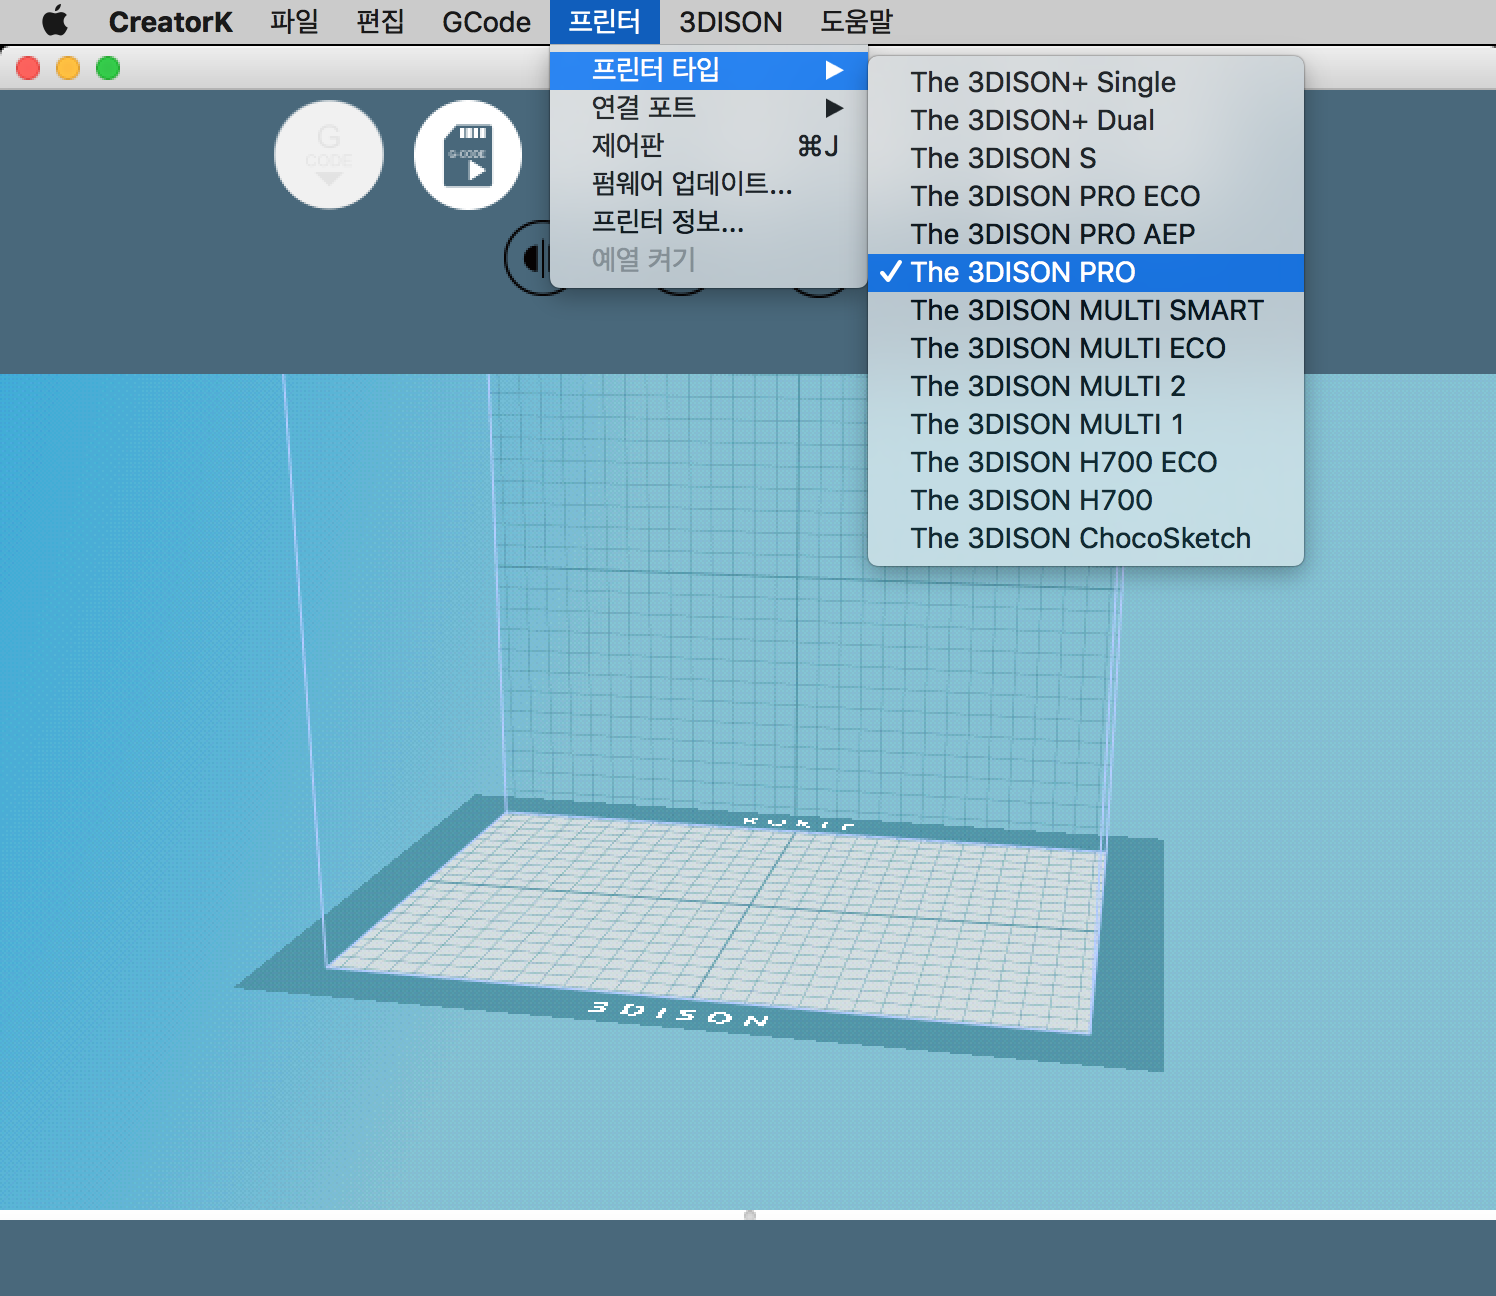 CreatorK 파일 편집 GCode 프린터 3DISON 도움말
프린터 타입
연결 포트
제어판 ⌘J
펌웨어 업데이트...
프린터 정보...
예열 켜기
The 3DISON+ Single
The 3DISON+ Dual
The 3DISON S
The 3DISON PRO ECO
The 3DISON PRO AEP
✓ The 3DISON PRO
The 3DISON MULTI SMART
The 3DISON MULTI ECO
The 3DISON MULTI 2
The 3DISON MULTI 1
The 3DISON H700 ECO
The 3DISON H700
The 3DISON ChocoSketch
G
CODE
G-CODE
3DISON